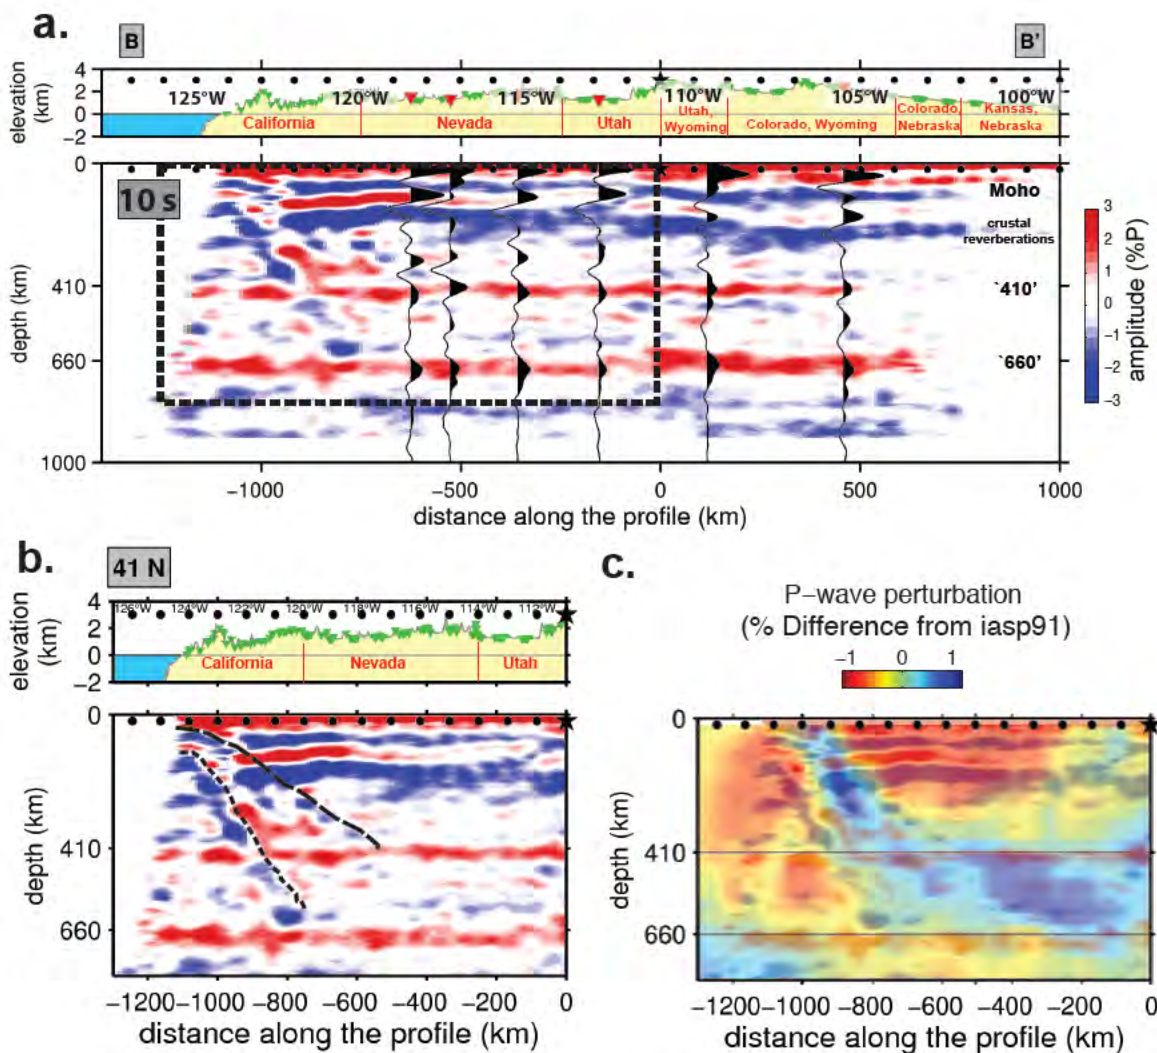 a.
B
B'
elevation
(km)
4
2
0
−2
125°W
120°W
115°W
110°W
105°W
100°W
California
Nevada
Utah
Utah,
Wyoming
Colorado, Wyoming
Colorado,
Nebraska
Kansas,
Nebraska
10 s
depth (km)
0
410
660
1000
Moho
crustal
reverberations
`410'
`660'
3
2
1
0
−1
−2
−3
amplitude (%P)
−1000
−500
0
500
1000
distance along the profile (km)
b.
41 N
elevation
(km)
4
2
0
−2
126°W
124°W
122°W
120°W
118°W
116°W
114°W
112°W
California
Nevada
Utah
depth (km)
0
410
660
−1200
−1000
−800
−600
−400
−200
0
distance along the profile (km)
c.
P−wave perturbation
(% Difference from iasp91)
−1
0
1
depth (km)
0
410
660
−1200
−1000
−800
−600
−400
−200
0
distance along the profile (km)